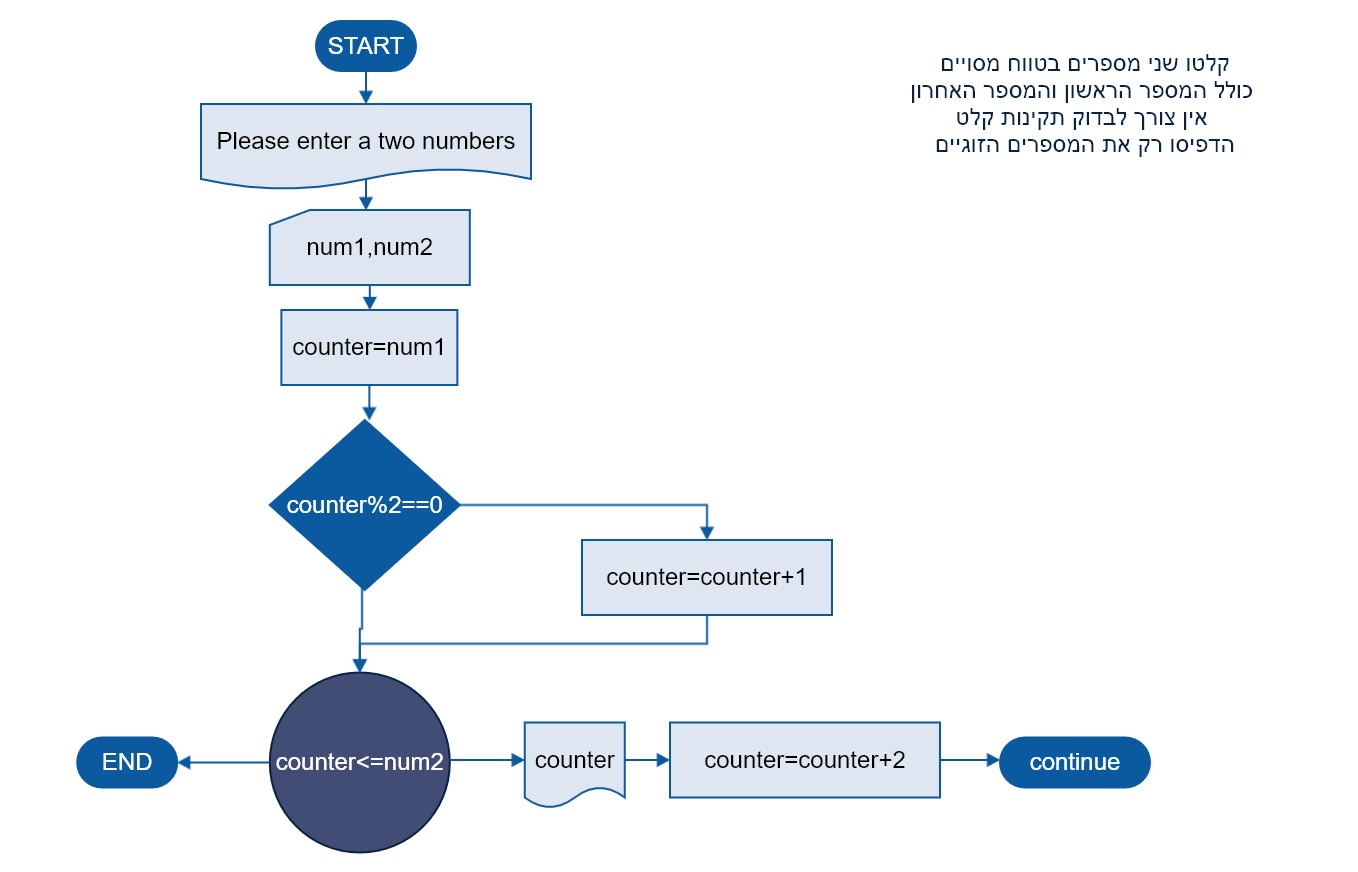 START
קלטו שני מספרים בטווח מסויים
כולל המספר הראשון והמספר האחרון
אין צורך לבדוק תקינות קלט
הדפיסו רק את המספרים הזוגיים
Please enter a two numbers
num1,num2
counter=num1
counter%2==0
counter=counter+1
END
counter<=num2
counter
counter=counter+2
continue